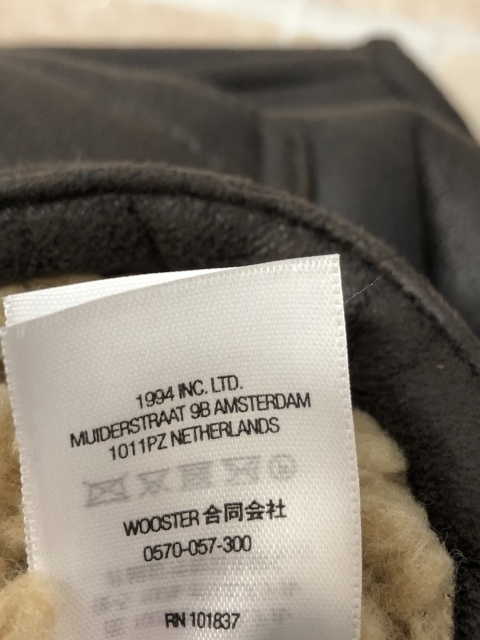 1994 INC. LTD.
MUIDERSTRAAT 9B AMSTERDAM
1011PZ NETHERLANDS
WOOSTER 合同会社
0570-057-300
RN 101837